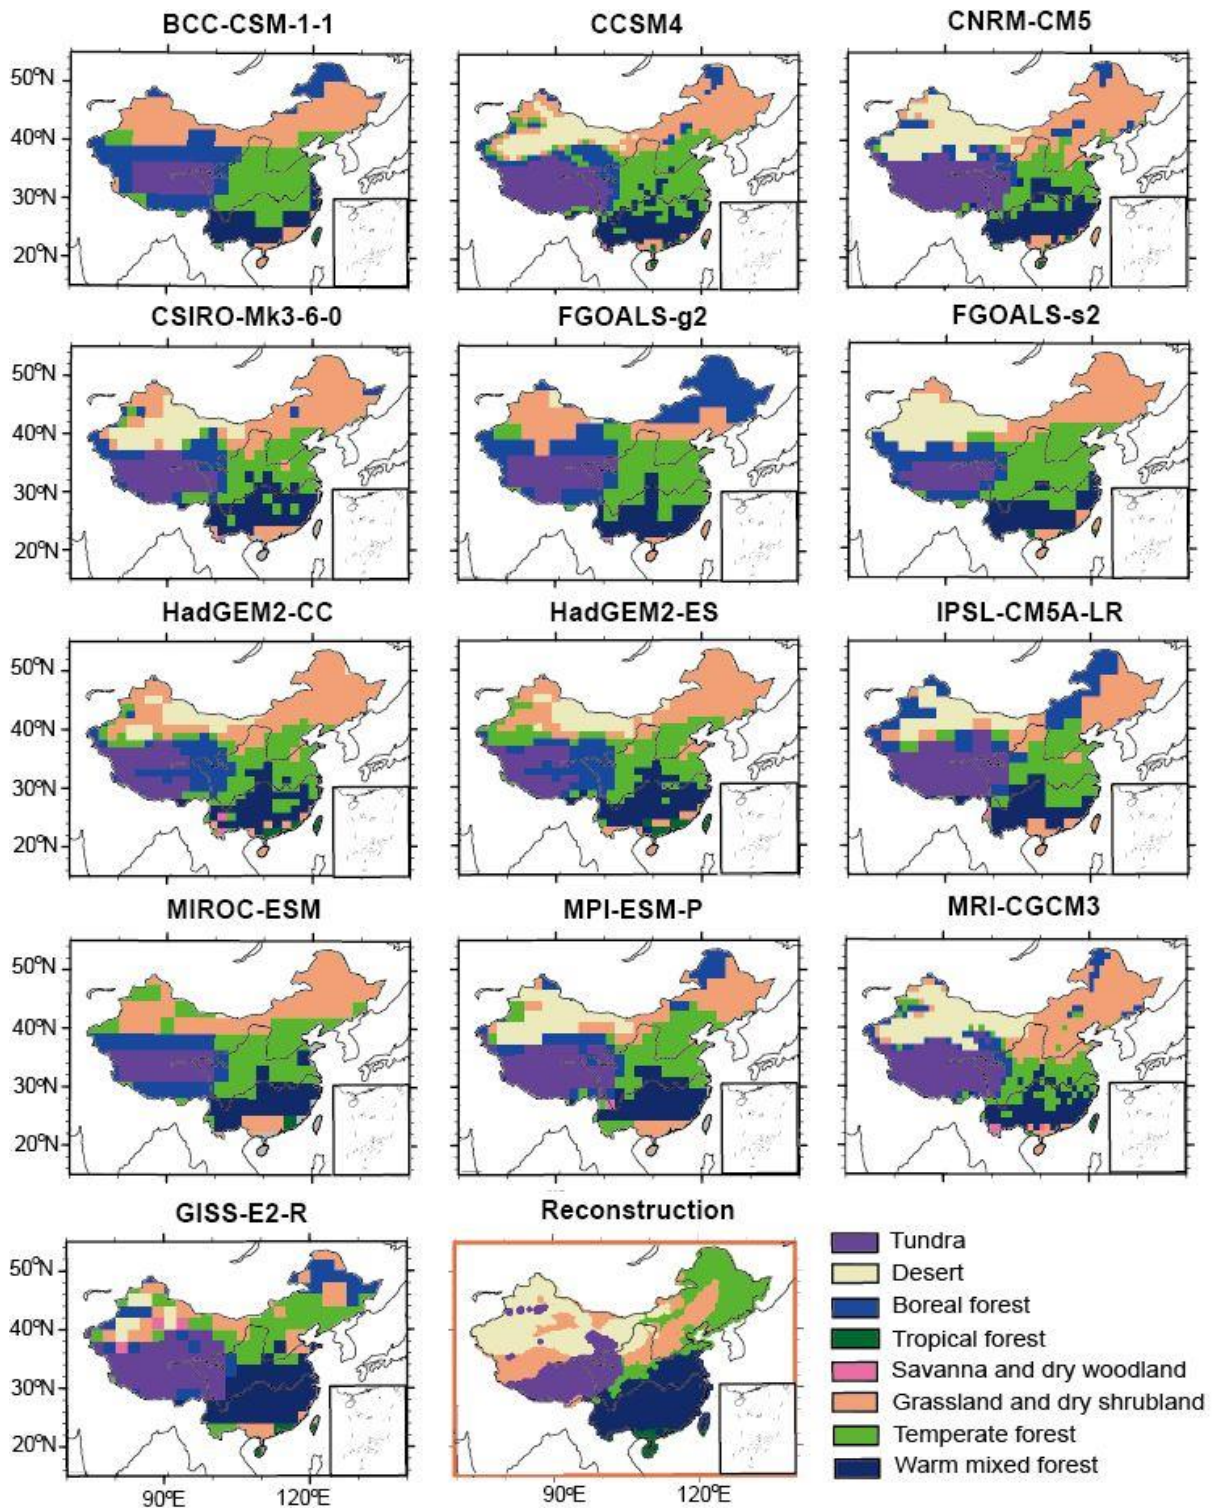 BCC-CSM-1-1
CCSM4
CNRM-CM5
50°N
40°N
30°N
20°N
CSIRO-Mk3-6-0
FGOALS-g2
FGOALS-s2
50°N
40°N
30°N
20°N
HadGEM2-CC
HadGEM2-ES
IPSL-CM5A-LR
50°N
40°N
30°N
20°N
MIROC-ESM
MPI-ESM-P
MRI-CGCM3
50°N
40°N
30°N
20°N
GISS-E2-R
Reconstruction
50°N
40°N
30°N
20°N
90°E
120°E
90°E
120°E
Tundra
Desert
Boreal forest
Tropical forest
Savanna and dry woodland
Grassland and dry shrubland
Temperate forest
Warm mixed forest